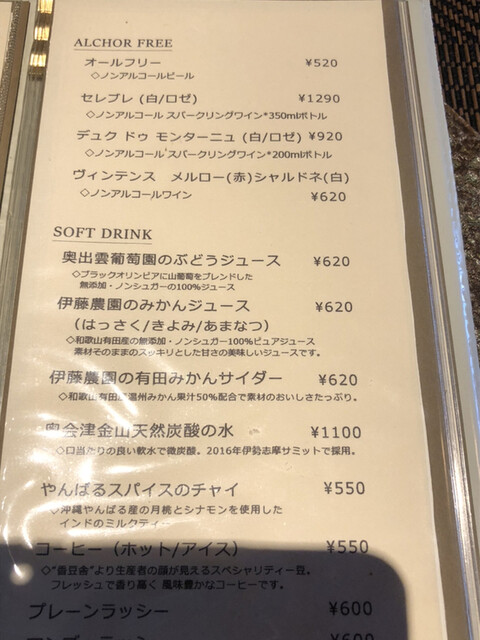 ALCHOR FREE
オールフリー ¥520
◇ノンアルコールビール
セレブレ (白/ロゼ) ¥1290
◇ノンアルコール スパークリングワイン*350mlボトル
デュク ドゥ モンターニュ (白/ロゼ) ¥920
◇ノンアルコール スパークリングワイン*200mlボトル
ヴィンテンス メルロー(赤)シャルドネ(白)
◇ノンアルコールワイン ¥620
SOFT DRINK
奥出雲葡萄園のぶどうジュース ¥620
◇ブラックオリンピアに山葡萄をブレンドした
無添加・ノンシュガーの100%ジュース
伊藤農園のみかんジュース ¥620
(はっさく/きよみ/あまなつ)
◇和歌山有田産の無添加・ノンシュガー100%ピュアジュース
素材そのままのスッキリとした甘さの美味しいジュースです。
伊藤農園の有田みかんサイダー ¥620
◇和歌山有田産温州みかん果汁50%配合で素材のおいしさたっぷり。
奥会津金山天然炭酸の水 ¥1100
◇口当たりの良い軟水で微炭酸。2016年伊勢志摩サミットで採用。
やんばるスパイスのチャイ ¥550
◇沖縄やんばる産の月桃とシナモンを使用した
インドのミルクティー
コーヒー (ホット/アイス) ¥550
◇"香豆舎"より生産者の顔が見えるスペシャリティー豆。
フレッシュで香り高く 風味豊かなコーヒーです。
プレーンラッシー ¥600
¥600